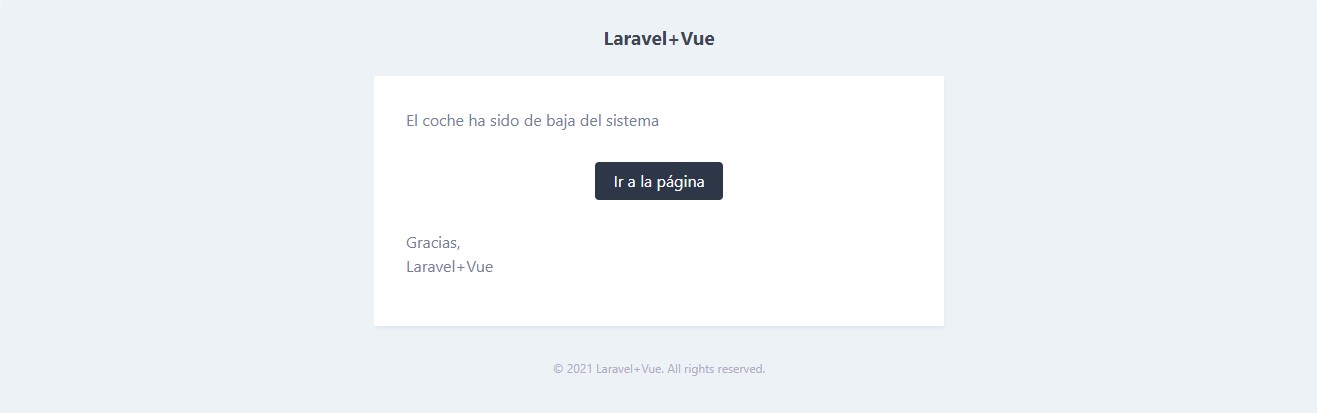 Laravel+Vue
El coche ha sido de baja del sistema
Ir a la página
Gracias,
Laravel+Vue
© 2021 Laravel+Vue. All rights reserved.